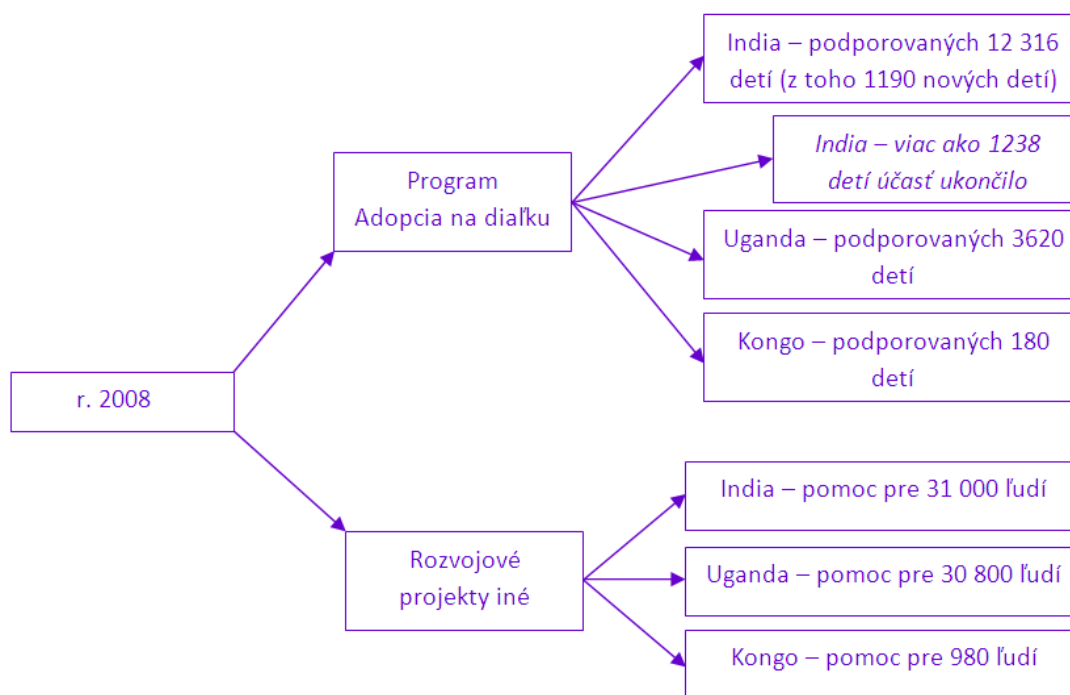 India – podporovaných 12 316
detí (z toho 1190 nových detí)
India – viac ako 1238
detí účasť ukončilo
Program
Adopcia na diaľku
Uganda – podporovaných 3620
detí
Kongo – podporovaných 180
detí
r. 2008
India – pomoc pre 31 000 ľudí
Rozvojové
projekty iné
Uganda – pomoc pre 30 800 ľudí
Kongo – pomoc pre 980 ľudí